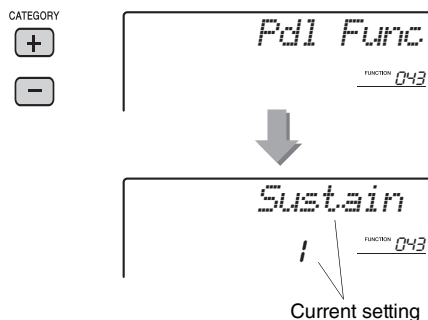 CATEGORY
+
-
Pdl Func
FUNCTION 043
Sustain
1 FUNCTION 043
Current setting